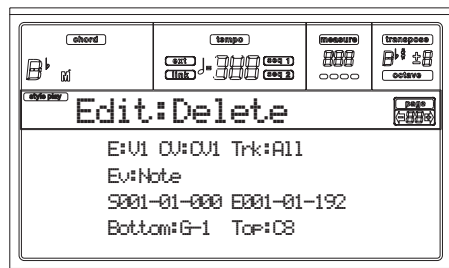 chord tempo measure transpose
ext seq 1
link seq 2
octave
style play
Edit:Delete
page
E:V1 CV:CV1 Trk:All
Ev:Note
S001-01-000 E001-01-192
Bottom:G-1 Top:C8